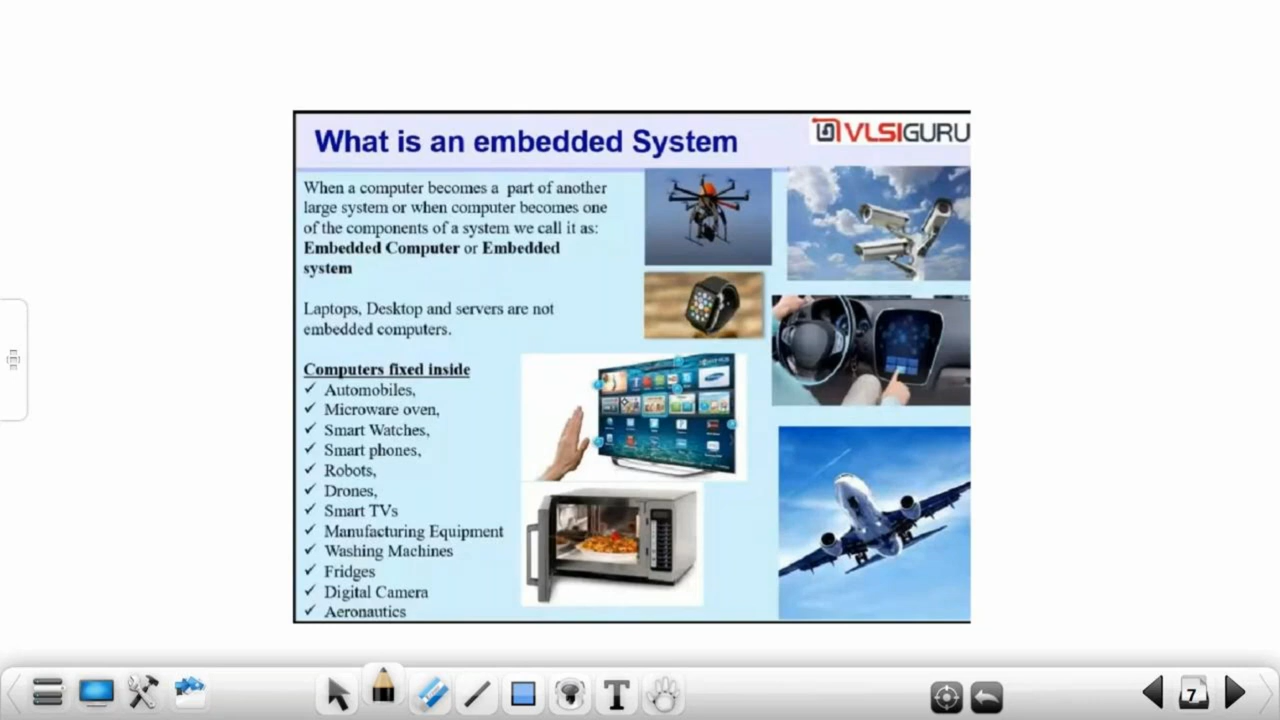 What is an embedded System
VLSIGURU
When a computer becomes a part of another
large system or when computer becomes one
of the components of a system we call it as:
Embedded Computer or Embedded
system
Laptops, Desktop and servers are not
embedded computers.
Computers fixed inside
✓ Automobiles,
✓ Microware oven,
✓ Smart Watches,
✓ Smart phones,
✓ Robots,
✓ Drones,
✓ Smart TVs
✓ Manufacturing Equipment
✓ Washing Machines
✓ Fridges
✓ Digital Camera
✓ Aeronautics
T
7